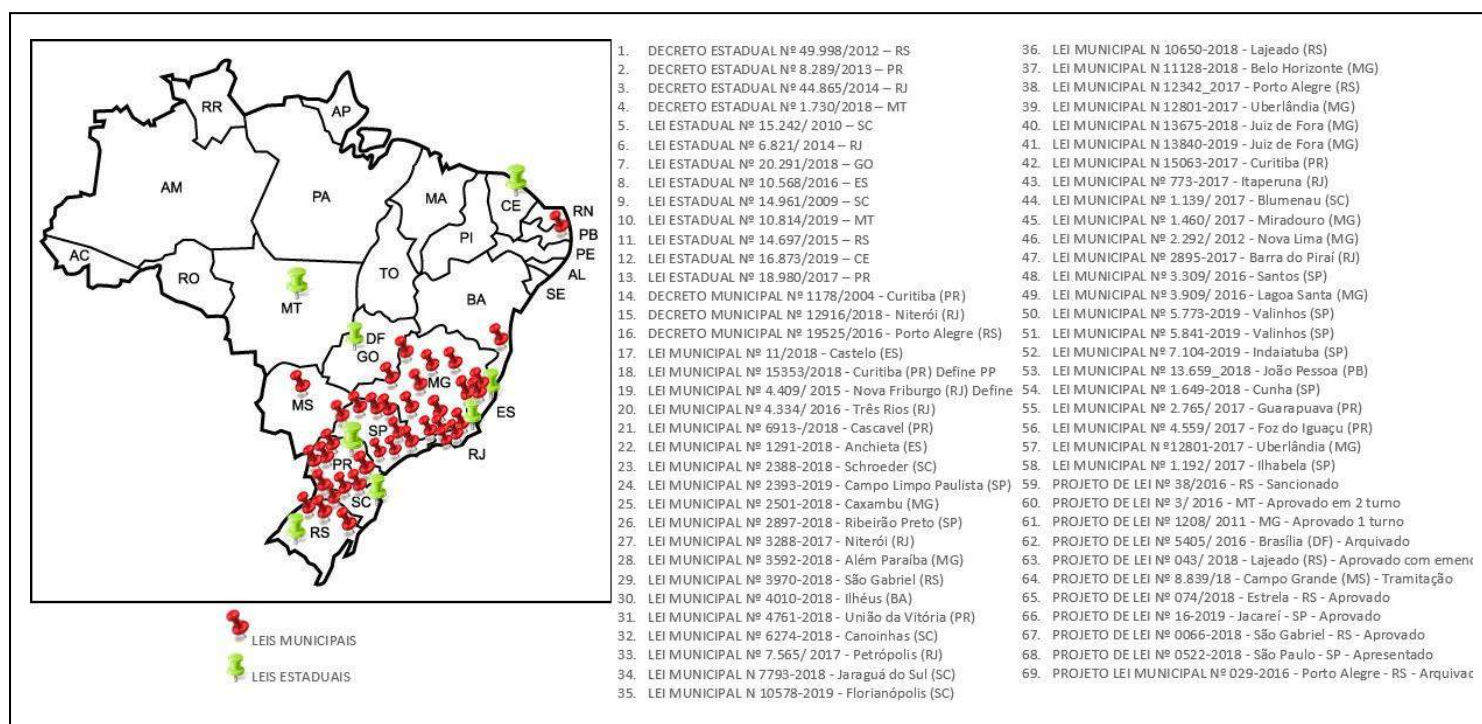 RR
AP
AM
PA
MA
CE
RN
PB
PI
PE
AC
AL
TO
SE
RO
BA
MT
DF
GO
MG
MS
ES
SP
RJ
PR
SC
RS
LEIS MUNICIPAIS
LEIS ESTADUAIS
1. DECRETO ESTADUAL Nº 49.998/2012 – RS
2. DECRETO ESTADUAL Nº 8.289/2013 – PR
3. DECRETO ESTADUAL Nº 44.865/2014 – RJ
4. DECRETO ESTADUAL Nº 1.730/2018 – MT
5. LEI ESTADUAL Nº 15.242/ 2010 – SC
6. LEI ESTADUAL Nº 6.821/ 2014 – RJ
7. LEI ESTADUAL Nº 20.291/2018 – GO
8. LEI ESTADUAL Nº 10.568/2016 – ES
9. LEI ESTADUAL Nº 14.961/2009 – SC
10. LEI ESTADUAL Nº 10.814/2019 – MT
11. LEI ESTADUAL Nº 14.697/2015 – RS
12. LEI ESTADUAL Nº 16.873/2019 – CE
13. LEI ESTADUAL Nº 18.980/2017 – PR
14. DECRETO MUNICIPAL Nº 1178/2004 - Curitiba (PR)
15. DECRETO MUNICIPAL Nº 12916/2018 - Niterói (RJ)
16. DECRETO MUNICIPAL Nº 19525/2016 - Porto Alegre (RS)
17. LEI MUNICIPAL Nº 11/2018 - Castelo (ES)
18. LEI MUNICIPAL Nº 15353/2018 - Curitiba (PR) Define PP
19. LEI MUNICIPAL Nº 4.409/ 2015 - Nova Friburgo (RJ) Define
20. LEI MUNICIPAL Nº 4.334/ 2016 - Três Rios (RJ)
21. LEI MUNICIPAL Nº 6913-/2018 - Cascavel (PR)
22. LEI MUNICIPAL Nº 1291-2018 - Anchieta (ES)
23. LEI MUNICIPAL Nº 2388-2018 - Schroeder (SC)
24. LEI MUNICIPAL Nº 2393-2019 - Campo Limpo Paulista (SP)
25. LEI MUNICIPAL Nº 2501-2018 - Caxambu (MG)
26. LEI MUNICIPAL Nº 2897-2018 - Ribeirão Preto (SP)
27. LEI MUNICIPAL Nº 3288-2017 - Niterói (RJ)
28. LEI MUNICIPAL Nº 3592-2018 - Além Paraíba (MG)
29. LEI MUNICIPAL Nº 3970-2018 - São Gabriel (RS)
30. LEI MUNICIPAL Nº 4010-2018 - Ilhéus (BA)
31. LEI MUNICIPAL Nº 4761-2018 - União da Vitória (PR)
32. LEI MUNICIPAL Nº 6274-2018 - Canoinhas (SC)
33. LEI MUNICIPAL Nº 7.565/ 2017 - Petrópolis (RJ)
34. LEI MUNICIPAL N 7793-2018 - Jaraguá do Sul (SC)
35. LEI MUNICIPAL N 10578-2019 - Florianópolis (SC)
36. LEI MUNICIPAL N 10650-2018 - Lajeado (RS)
37. LEI MUNICIPAL N 11128-2018 - Belo Horizonte (MG)
38. LEI MUNICIPAL N 12342_2017 - Porto Alegre (RS)
39. LEI MUNICIPAL N 12801-2017 - Uberlândia (MG)
40. LEI MUNICIPAL N 13675-2018 - Juiz de Fora (MG)
41. LEI MUNICIPAL N 13840-2019 - Juiz de Fora (MG)
42. LEI MUNICIPAL N 15063-2017 - Curitiba (PR)
43. LEI MUNICIPAL Nº 773-2017 - Itaperuna (RJ)
44. LEI MUNICIPAL Nº 1.139/ 2017 - Blumenau (SC)
45. LEI MUNICIPAL Nº 1.460/ 2017 - Miradouro (MG)
46. LEI MUNICIPAL Nº 2.292/ 2012 - Nova Lima (MG)
47. LEI MUNICIPAL Nº 2895-2017 - Barra do Piraí (RJ)
48. LEI MUNICIPAL Nº 3.309/ 2016 - Santos (SP)
49. LEI MUNICIPAL Nº 3.909/ 2016 - Lagoa Santa (MG)
50. LEI MUNICIPAL Nº 5.773-2019 - Valinhos (SP)
51. LEI MUNICIPAL Nº 5.841-2019 - Valinhos (SP)
52. LEI MUNICIPAL Nº 7.104-2019 - Indaiatuba (SP)
53. LEI MUNICIPAL Nº 13.659_2018 - João Pessoa (PB)
54. LEI MUNICIPAL Nº 1.649-2018 - Cunha (SP)
55. LEI MUNICIPAL Nº 2.765/ 2017 - Guarapuava (PR)
56. LEI MUNICIPAL Nº 4.559/ 2017 - Foz do Iguaçu (PR)
57. LEI MUNICIPAL Nº12801-2017 - Uberlândia (MG)
58. LEI MUNICIPAL Nº 1.192/ 2017 - Ilhabela (SP)
59. PROJETO DE LEI Nº 38/2016 - RS - Sancionado
60. PROJETO DE LEI Nº 3/ 2016 - MT - Aprovado em 2 turno
61. PROJETO DE LEI Nº 1208/ 2011 - MG - Aprovado 1 turno
62. PROJETO DE LEI Nº 5405/ 2016 - Brasília (DF) - Arquivado
63. PROJETO DE LEI Nº 043/ 2018 - Lajeado (RS) - Aprovado com emend
64. PROJETO DE LEI Nº 8.839/18 - Campo Grande (MS) - Tramitação
65. PROJETO DE LEI Nº 074/2018 - Estrela - RS - Aprovado
66. PROJETO DE LEI Nº 16-2019 - Jacareí - SP - Aprovado
67. PROJETO DE LEI Nº 0066-2018 - São Gabriel - RS - Aprovado
68. PROJETO DE LEI Nº 0522-2018 - São Paulo - SP - Apresentado
69. PROJETO LEI MUNICIPAL Nº 029-2016 - Porto Alegre - RS - Arquivac